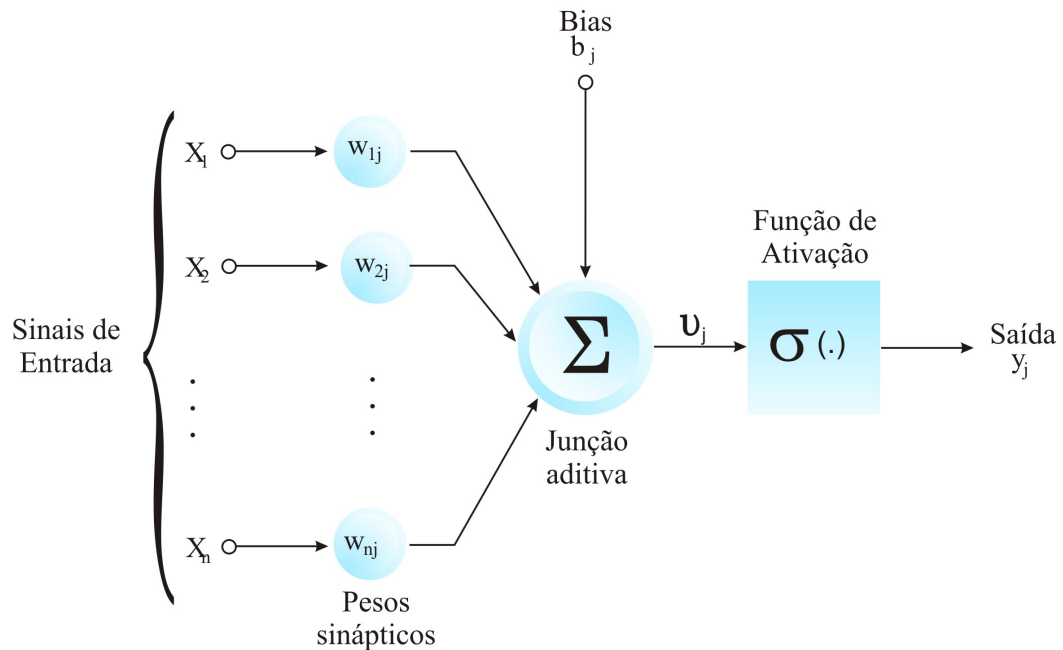 Bias
b j
X1
w1j
X2
w2j
Sinais de
Entrada
. . .
. . .
Xn
wnj
Pesos
sinápticos
Σ
Junção
aditiva
υj
Função de
Ativação
σ(.)
Saída
yj